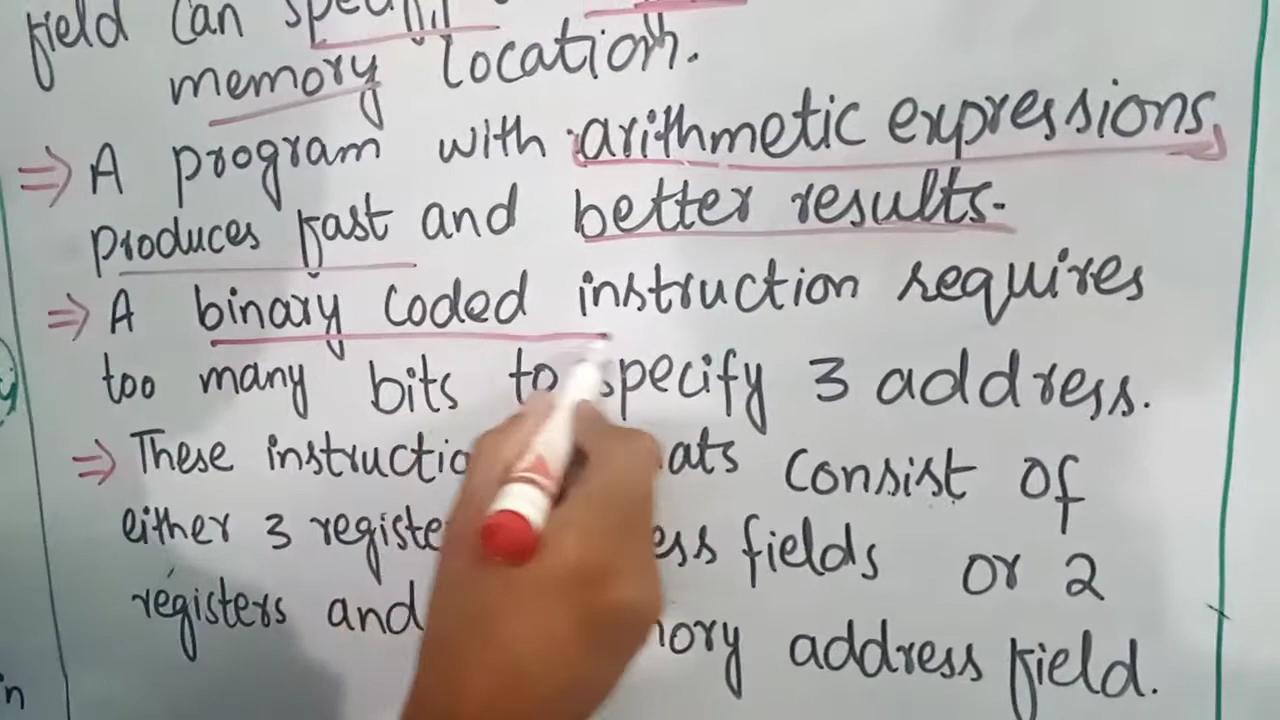 field can
memory location.
⇒ A program with arithmetic expressions,
produces fast and better results.
⇒ A binary coded instruction requires
too many bits to specify 3 address.
⇒ These instructio ats consist of
either 3 registe ess fields or 2
registers and ory address field.
y
in